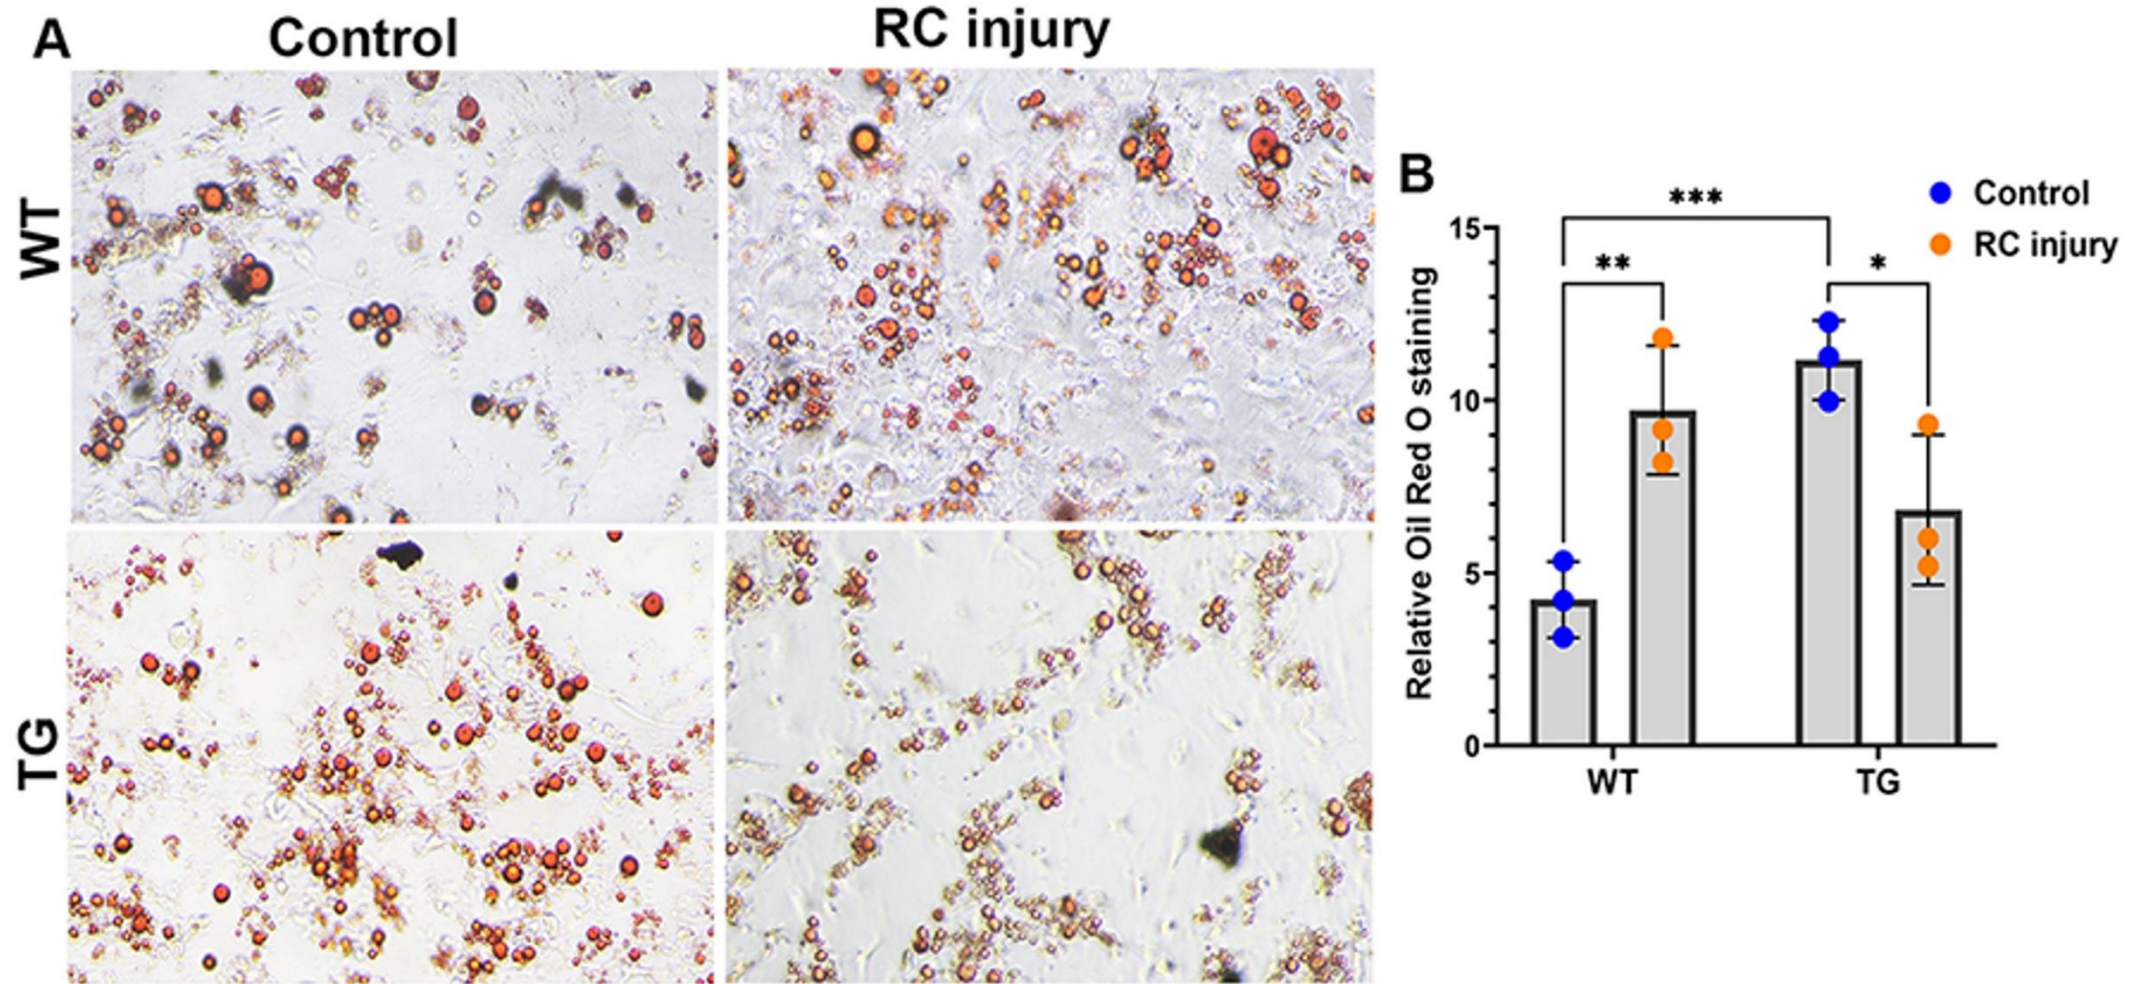 A
Control
RC injury
WT
TG
B
Control
RC injury
***
**
*
Relative Oil Red O staining
15
10
5
0
WT
TG